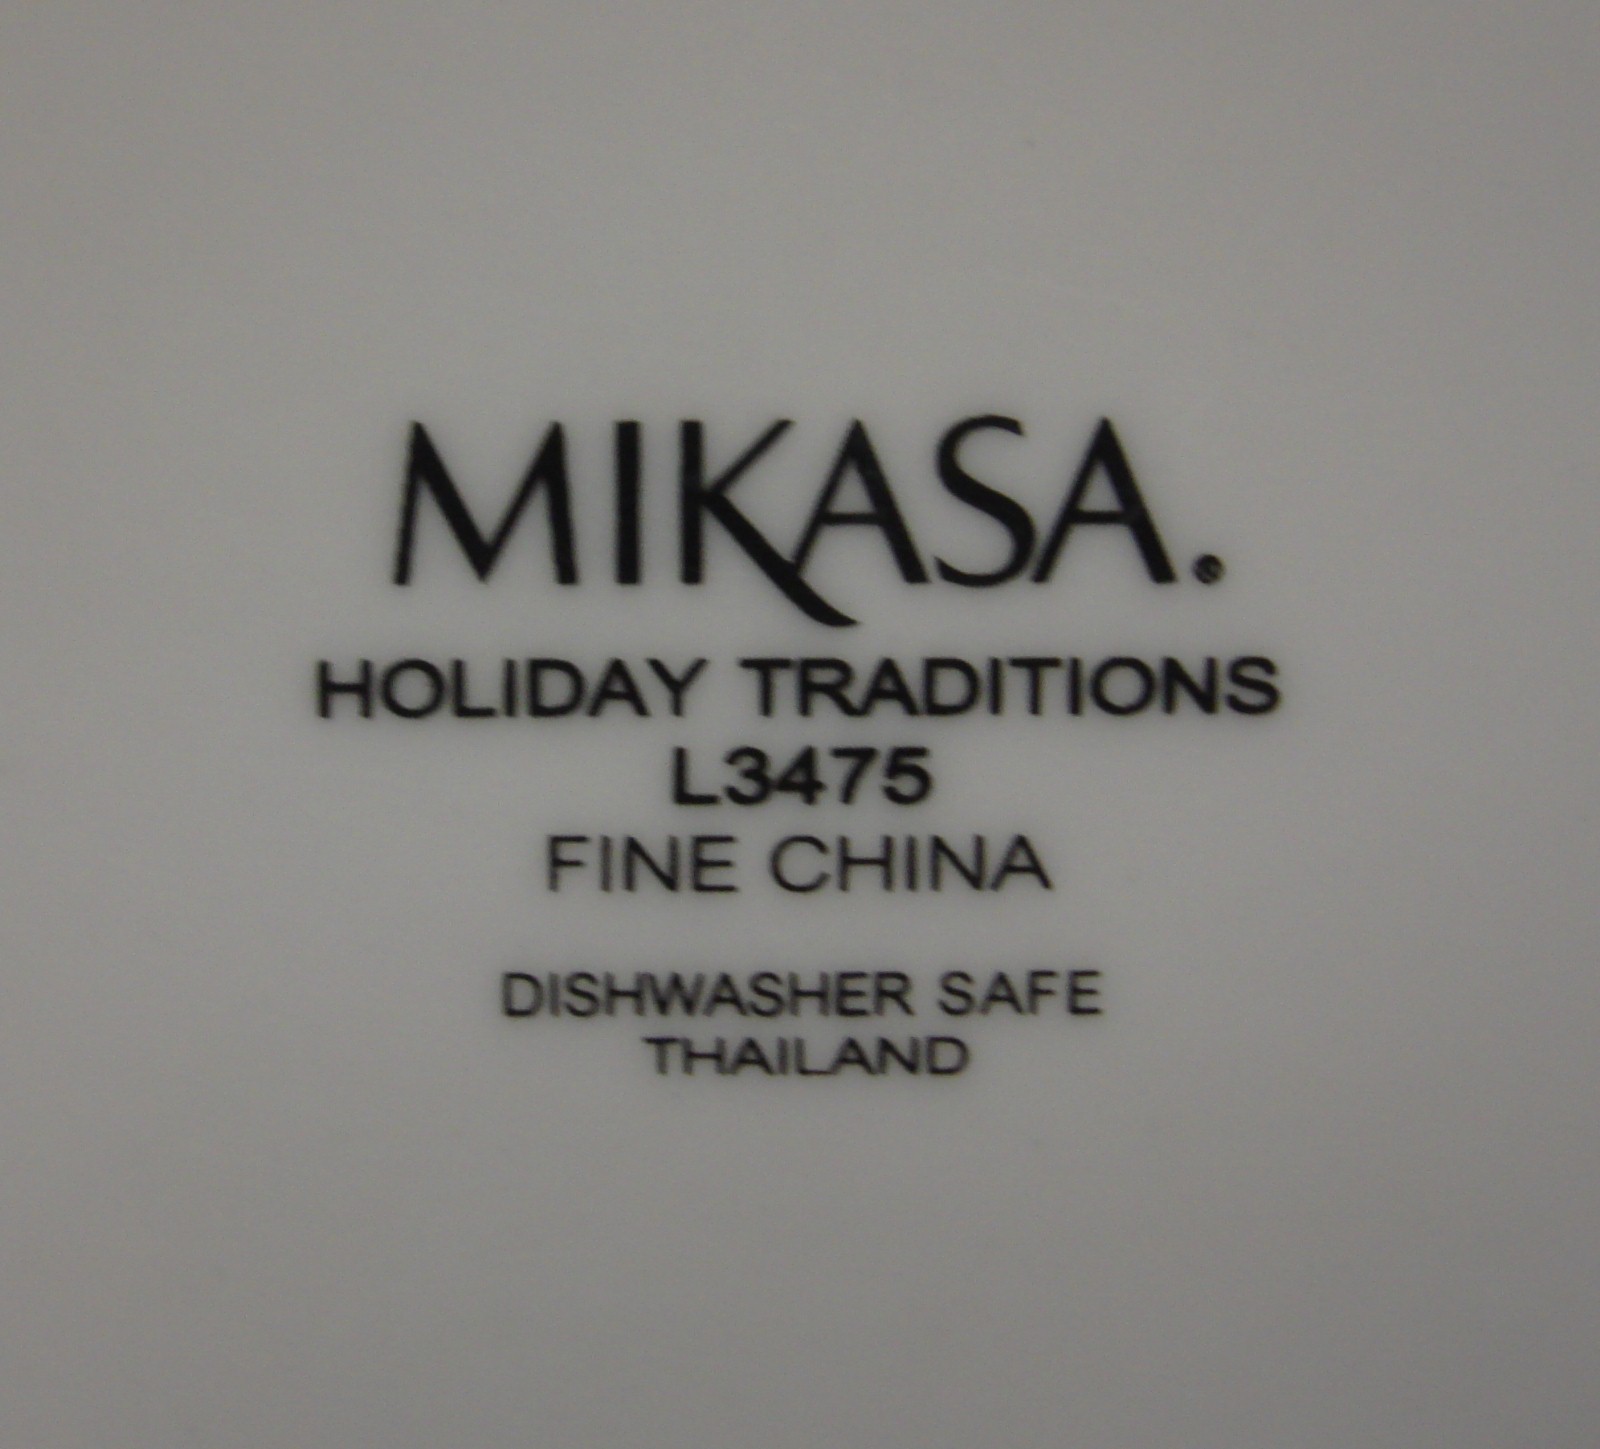 MIKASA®
HOLIDAY TRADITIONS
L3475
FINE CHINA
DISHWASHER SAFE
THAILAND